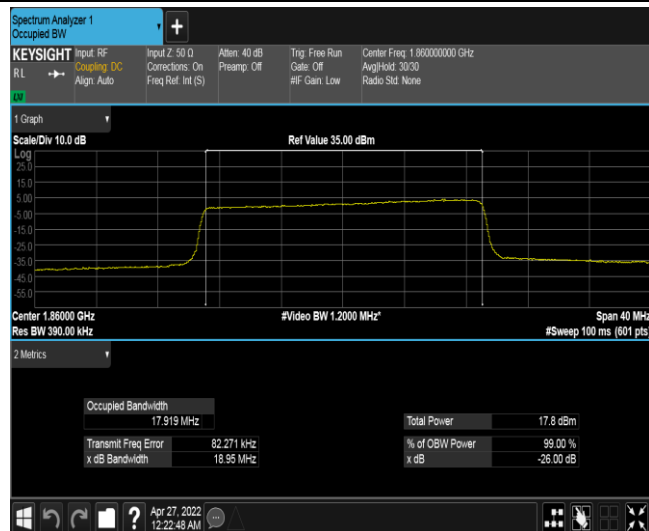 Spectrum Analyzer 1
Occupied BW
+
KEYSIGHT
RL
LXI
Input: RF
Coupling: DC
Align: Auto
Input Z: 50 Ω
Corrections: On
Freq Ref: Int (S)
Atten: 40 dB
Preamp: Off
Trig: Free Run
Gate: Off
#IF Gain: Low
Center Freq: 1.860000000 GHz
Avg|Hold: 30/30
Radio Std: None
1 Graph
Scale/Div 10.0 dB
Ref Value 35.00 dBm
Log
25.0
15.0
5.00
-5.00
-15.0
-25.0
-35.0
-45.0
-55.0
Center 1.86000 GHz
#Video BW 1.2000 MHz*
Span 40 MHz
Res BW 390.00 kHz
#Sweep 100 ms (601 pts)
2 Metrics
Occupied Bandwidth
17.919 MHz
Total Power 17.8 dBm
Transmit Freq Error 82.271 kHz
% of OBW Power 99.00 %
x dB Bandwidth 18.95 MHz
x dB -26.00 dB
?
Apr 27, 2022
12:22:48 AM